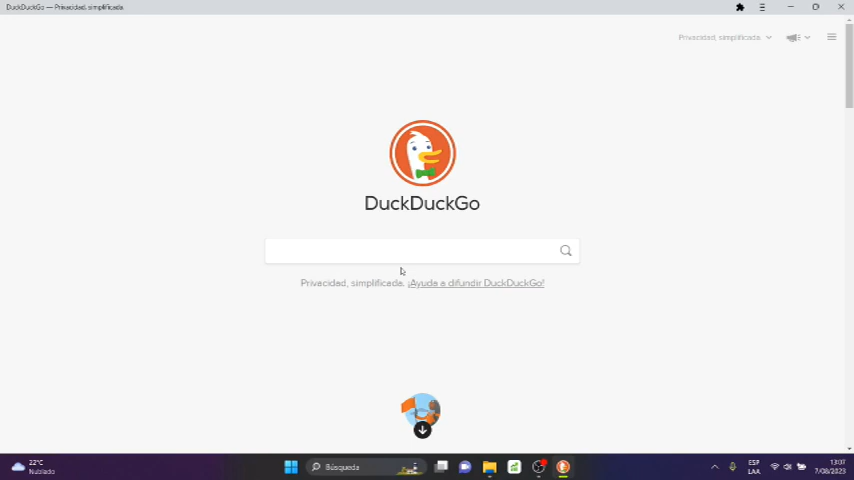 DuckDuckGo — Privacidad, simplificada.
Privacidad, simplificada.
DuckDuckGo
Privacidad, simplificada. ¡Ayuda a difundir DuckDuckGo!
22°C
Nublado
Búsqueda
ESP
LAA
13:07
7/08/2023